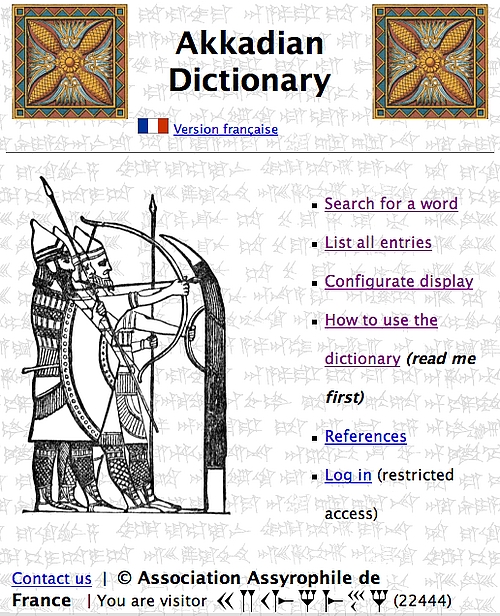 Akkadian
Dictionary
Version française
Search for a word
List all entries
Configurate display
How to use the
dictionary (read me
first)
References
Log in (restricted
access)
Contact us | © Association Assyrophile de
France | You are visitor (22444)